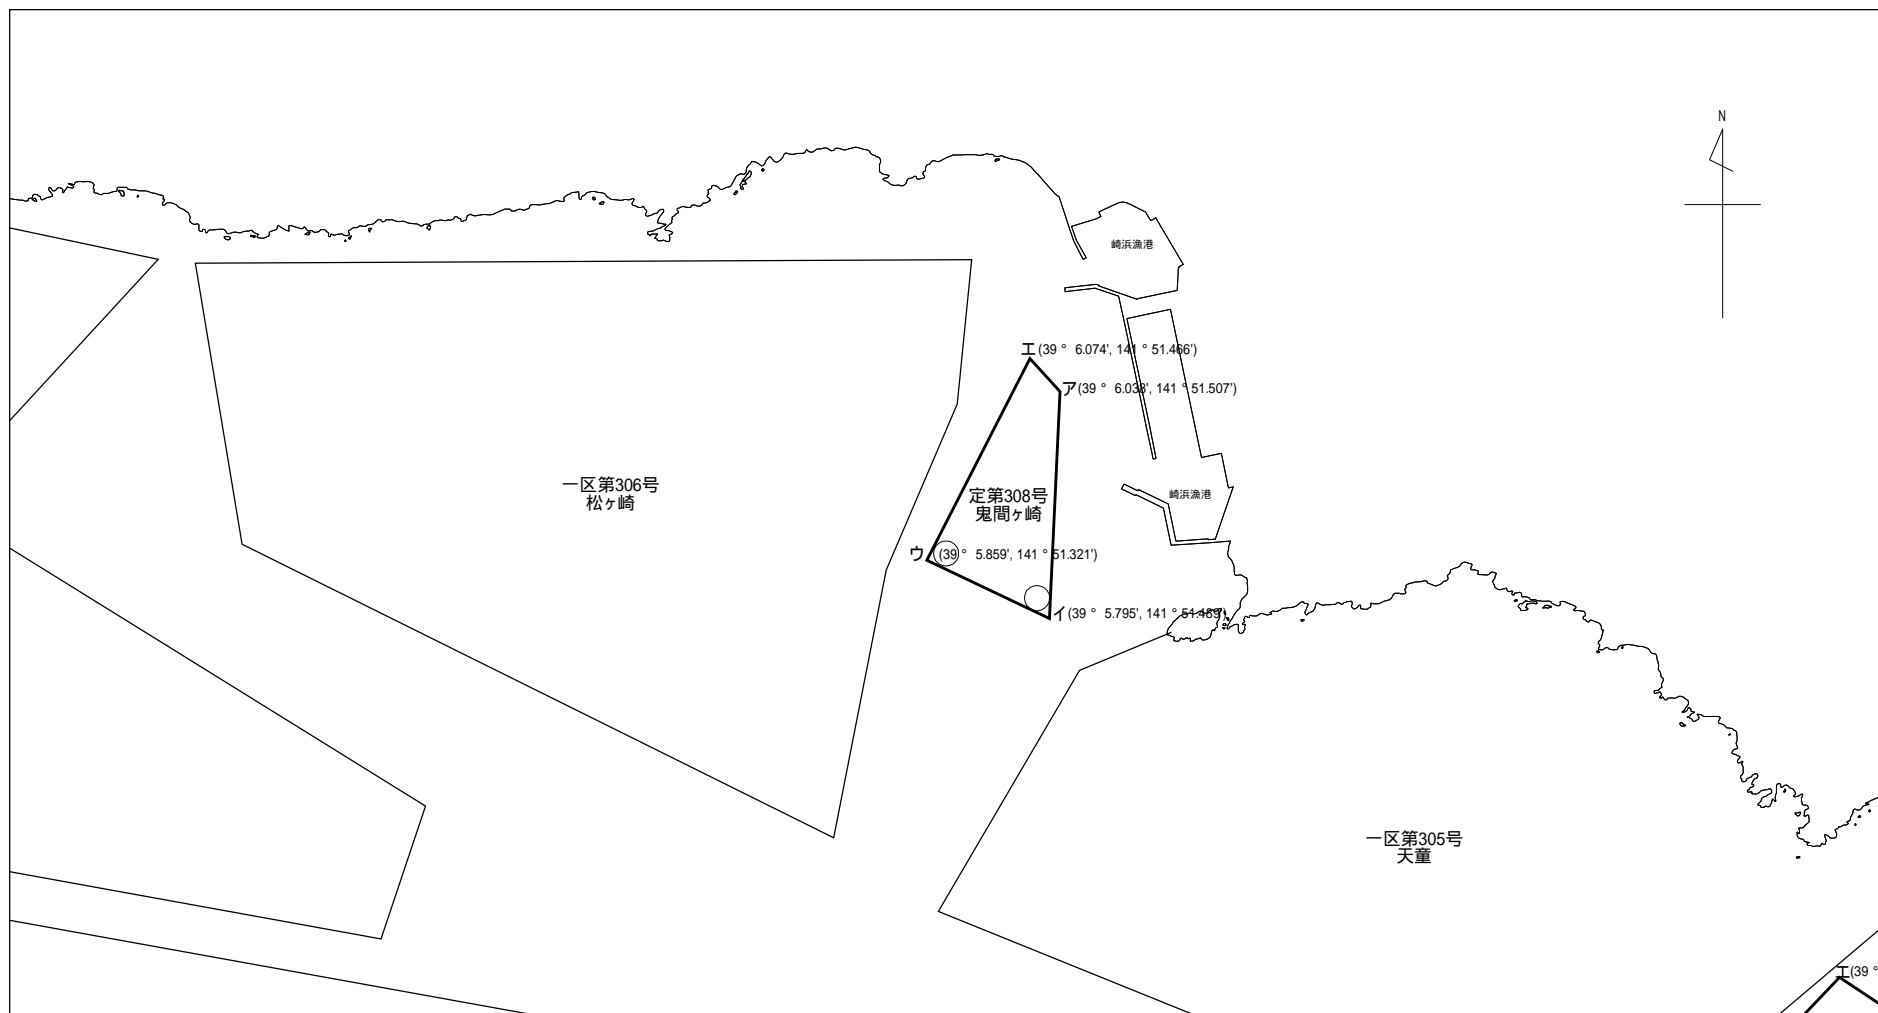 N
崎浜漁港
エ(39 ° 6.074', 141 ° 51.466')
ア(39 ° 6.038', 141 ° 51.507')
一区第306号
松ヶ崎
定第308号
鬼間ヶ崎
崎浜漁港
ウ (39 ° 5.859', 141 ° 51.321')
イ(39 ° 5.795', 141 ° 51.489')
一区第305号
天童
エ(39 °